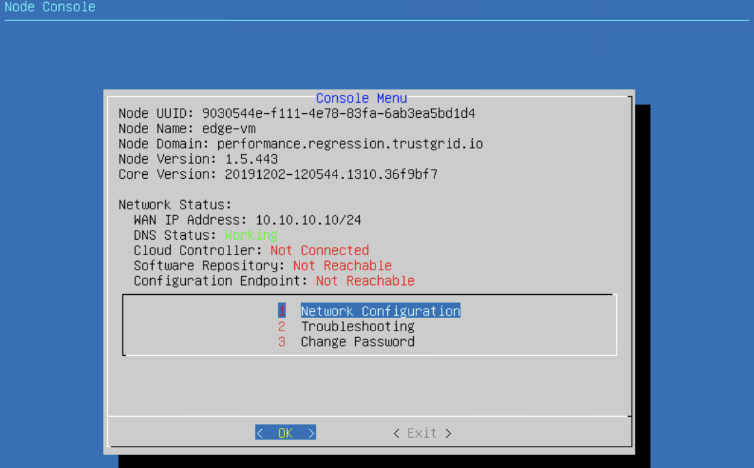 Node Console
Console Menu
Node UUID: 9030544e-f111-4e78-83fa-6ab3ea5bd1d4
Node Name: edge-vm
Node Domain: performance.regression.trustgrid.io
Node Version: 1.5.443
Core Version: 20191202-120544.1310.36f9bf7
Network Status:
WAN IP Address: 10.10.10.10/24
DNS Status: Working
Cloud Controller: Not Connected
Software Repository: Not Reachable
Configuration Endpoint: Not Reachable
1 Network Configuration
2 Troubleshooting
3 Change Password
< OK > < Exit >